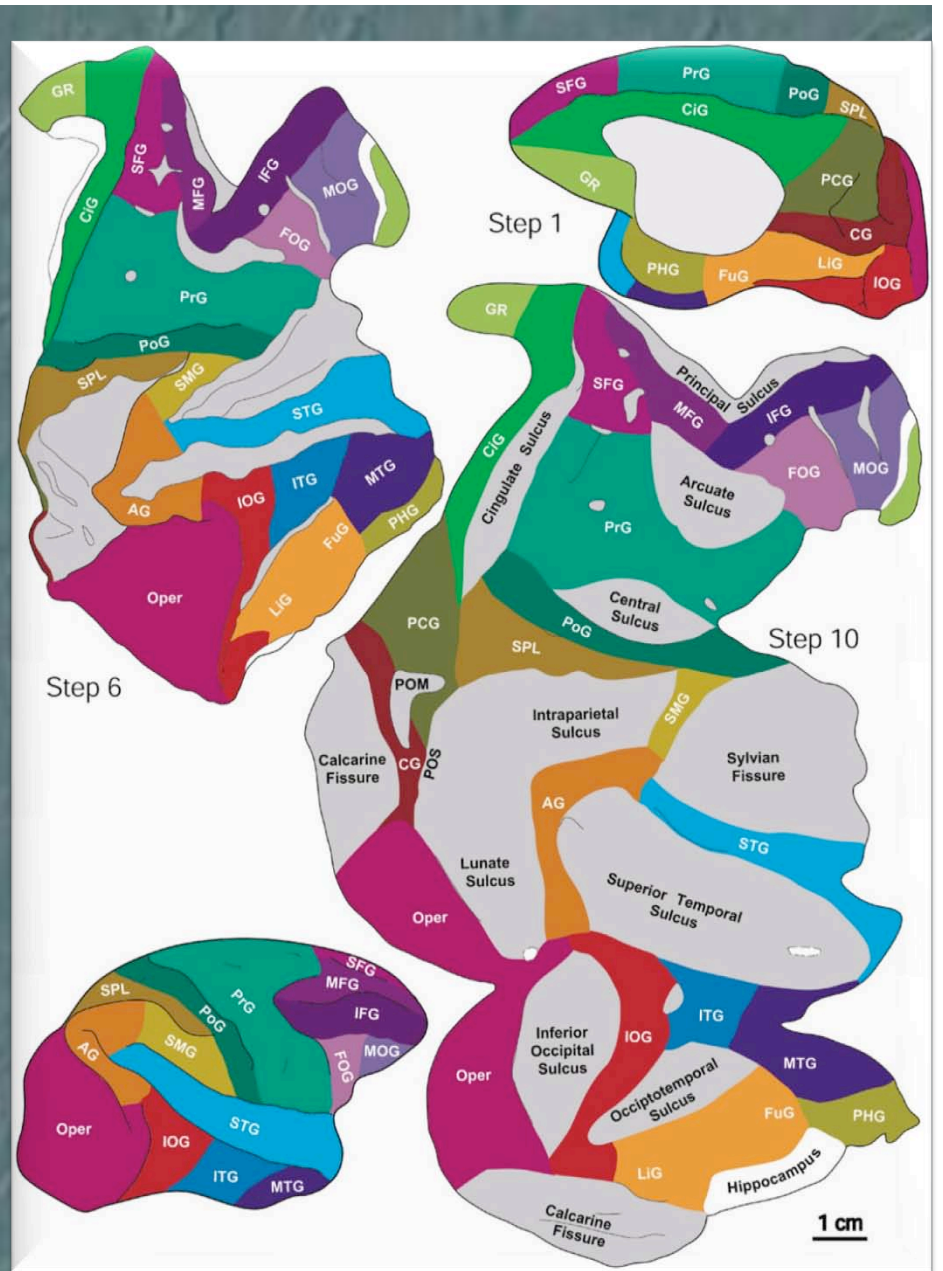 GR
SFG
MFG
IFG
MOG
FOG
CiG
PrG
PoG
SPL
SMG
STG
AG
IOG
ITG
MTG
PHG
FuG
LiG
Oper
Step 6
SFG
PrG
PoG
SPL
CiG
GR
PCG
CG
PHG
FuG
LiG
IOG
Step 1
GR
SFG
MFG
Principal Sulcus
IFG
FOG
MOG
CiG
Cingulate Sulcus
Arcuate
Sulcus
PrG
Central
Sulcus
PoG
Step 10
PCG
SPL
POM
SMG
Intraparietal
Sulcus
Sylvian
Fissure
Calcarine
Fissure
CG
POS
AG
STG
Lunate
Sulcus
Superior Temporal
Sulcus
Oper
Inferior
Occipital
Sulcus
IOG
ITG
MTG
Oper
Occiptotemporal
Sulcus
FuG
PHG
LiG
Hippocampus
Calcarine
Fissure
1 cm
SFG
MFG
IFG
MOG
FOG
PrG
PoG
SPL
SMG
AG
Oper
IOG
STG
ITG
MTG